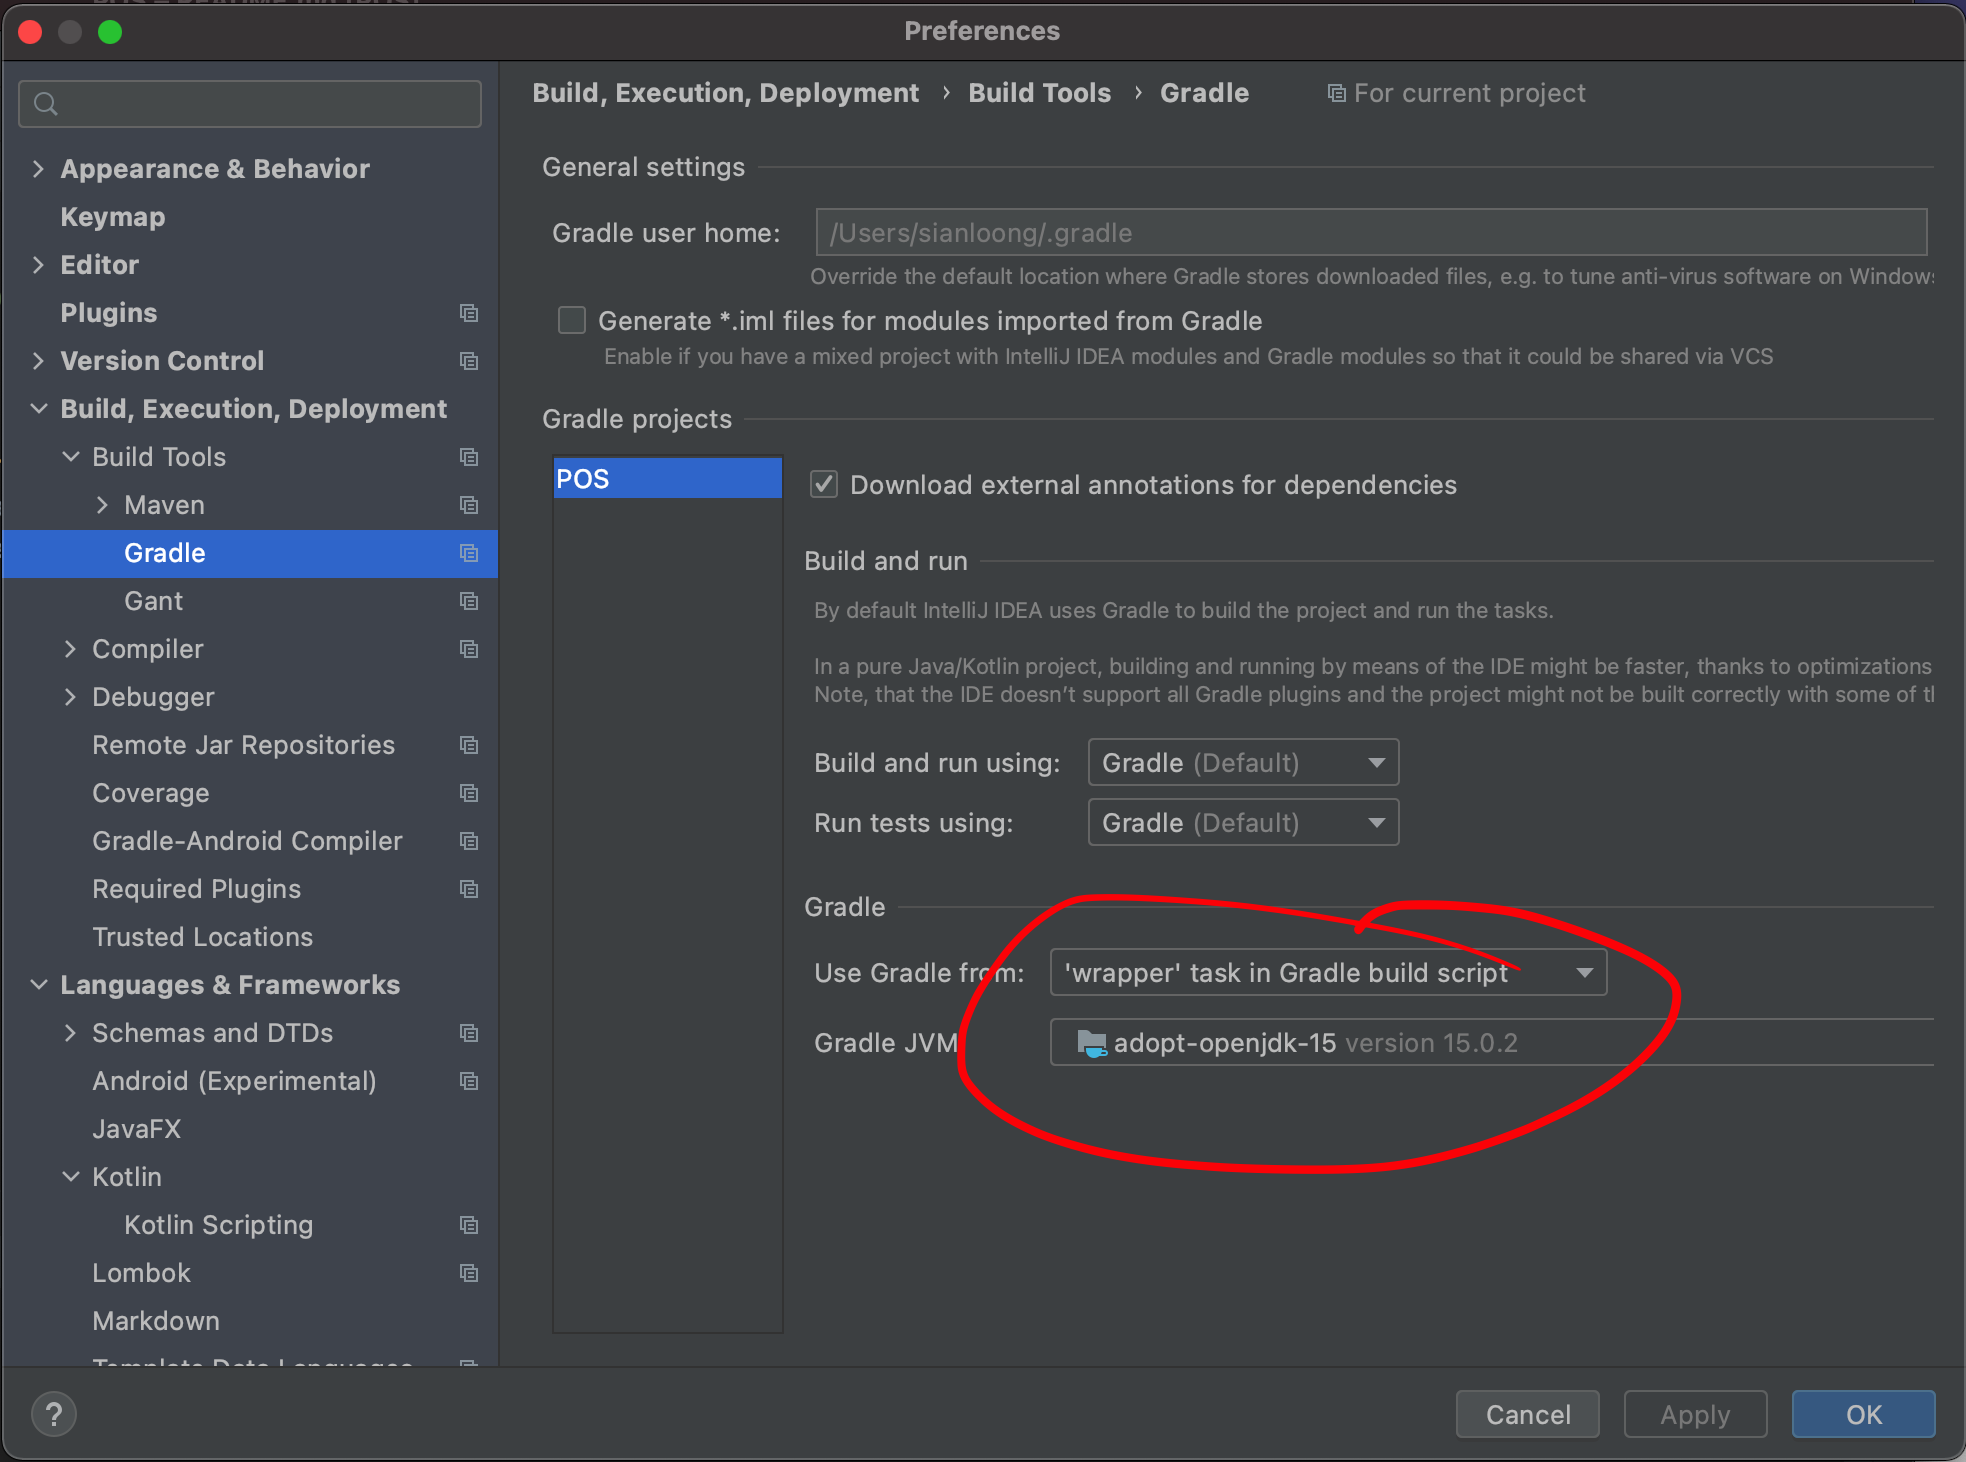 Preferences
Build, Execution, Deployment › Build Tools › Gradle For current project
Appearance & Behavior
Keymap
Editor
Plugins
Version Control
Build, Execution, Deployment
Build Tools
Maven
Gradle
Gant
Compiler
Debugger
Remote Jar Repositories
Coverage
Gradle-Android Compiler
Required Plugins
Trusted Locations
Languages & Frameworks
Schemas and DTDs
Android (Experimental)
JavaFX
Kotlin
Kotlin Scripting
Lombok
Markdown
Template Data Languages
General settings
Gradle user home: /Users/sianloong/.gradle
Override the default location where Gradle stores downloaded files, e.g. to tune anti-virus software on Windows
Generate *.iml files for modules imported from Gradle
Enable if you have a mixed project with IntelliJ IDEA modules and Gradle modules so that it could be shared via VCS
Gradle projects
POS
Download external annotations for dependencies
Build and run
By default IntelliJ IDEA uses Gradle to build the project and run the tasks.
In a pure Java/Kotlin project, building and running by means of the IDE might be faster, thanks to optimizations
Note, that the IDE doesn't support all Gradle plugins and the project might not be built correctly with some of
Build and run using: Gradle (Default)
Run tests using: Gradle (Default)
Gradle
Use Gradle from: 'wrapper' task in Gradle build script
Gradle JVM adopt-openjdk-15 version 15.0.2
?
Cancel
Apply
OK